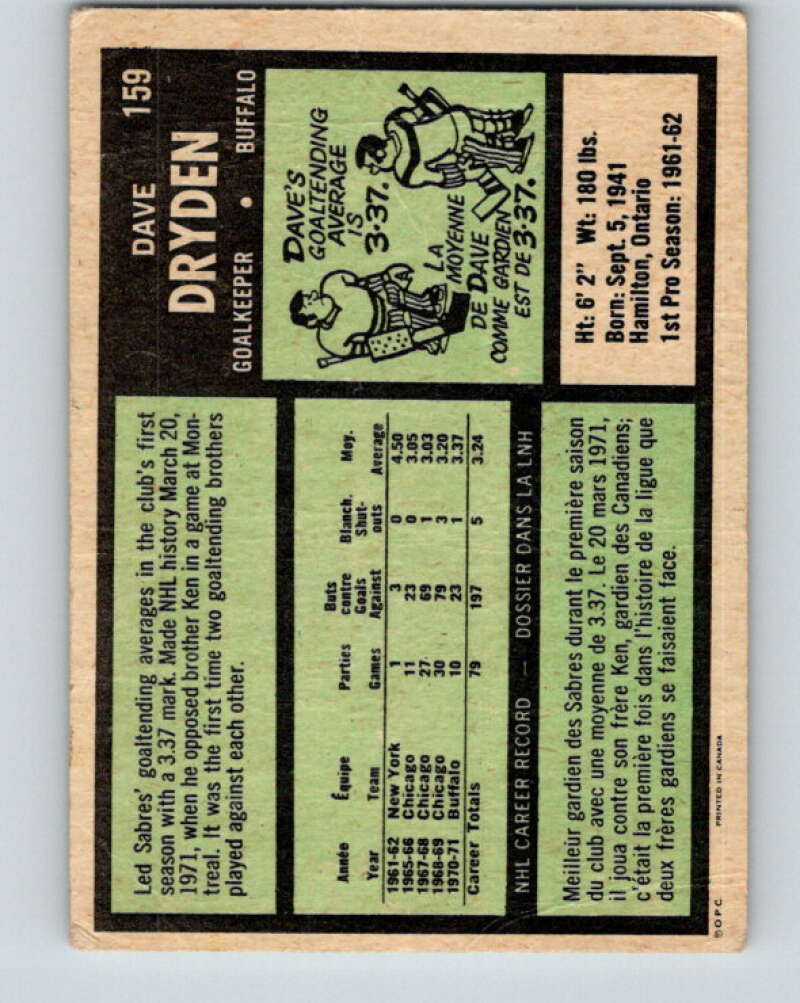 159
DAVE
DRYDEN
GOALKEEPER • BUFFALO
Led Sabres' goaltending averages in the club's first
season with a 3.37 mark. Made NHL history March 20,
1971, when he opposed brother Ken in a game at Mon-
treal. It was the first time two goaltending brothers
played against each other.
DAVE'S
GOALTENDING
AVERAGE
IS
3.37.
LA
MOYENNE
DE DAVE
COMME GARDIEN
EST DE 3.37.
Année Équipe Parties Buts contre Blanch. Moy.
Year Team Games Goals Against Shut-outs Average
1961-62 New York 1 3 0 4.50
1965-66 Chicago 11 23 0 3.05
1967-68 Chicago 27 69 1 3.03
1968-69 Chicago 30 79 3 3.20
1970-71 Buffalo 10 23 1 3.37
Career Totals 79 197 5 3.24
NHL CAREER RECORD — DOSSIER DANS LA LNH
Ht: 6' 2" Wt: 180 lbs.
Born: Sept. 5, 1941
Hamilton, Ontario
1st Pro Season: 1961-62
Meilleur gardien des Sabres durant le première saison
du club avec une moyenne de 3.37. Le 20 mars 1971,
il joua contre son frère Ken, gardien des Canadiens;
c'était la première fois dans l'histoire de la ligue que
deux frères gardiens se faisaient face.
© O.P.C. PRINTED IN CANADA